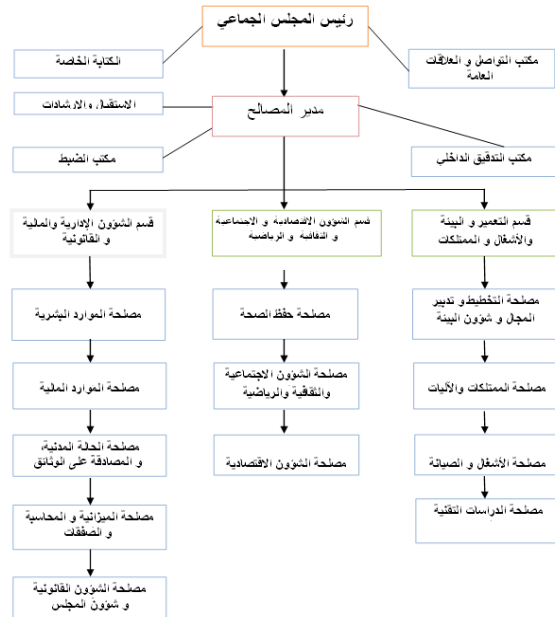 رئيس المجلس الجماعي
مكتب التواصل و العلاقات
العامة
الكتابة الخاصة
الاستقبال والارشادات
مدير المصالح
مكتب الضبط
مكتب التدقيق الداخلي
قسم التعمير و البيئة
والأشغال و الممتلكات
قسم الشؤون الاقتصادية و الاجتماعية
و الثقافية و الرياضية
قسم الشؤون الإدارية والمالية
و القانونية
مصلحة التخطيط و تدبير
المجال و شؤون البيئة
مصلحة حفظ الصحة
مصلحة الموارد البشرية
مصلحة الممتلكات والآليات
مصلحة الشؤون الاجتماعية
والثقافية والرياضية
مصلحة الموارد المالية
مصلحة الأشغال و الصيانة
مصلحة الشؤون الاقتصادية
مصلحة الحالة المدنية،
و المصادقة على الوثائق
مصلحة الدراسات التقنية
مصلحة الميزانية و المحاسبة
و الصفقات
مصلحة الشؤون القانونية
و شؤون المجلس